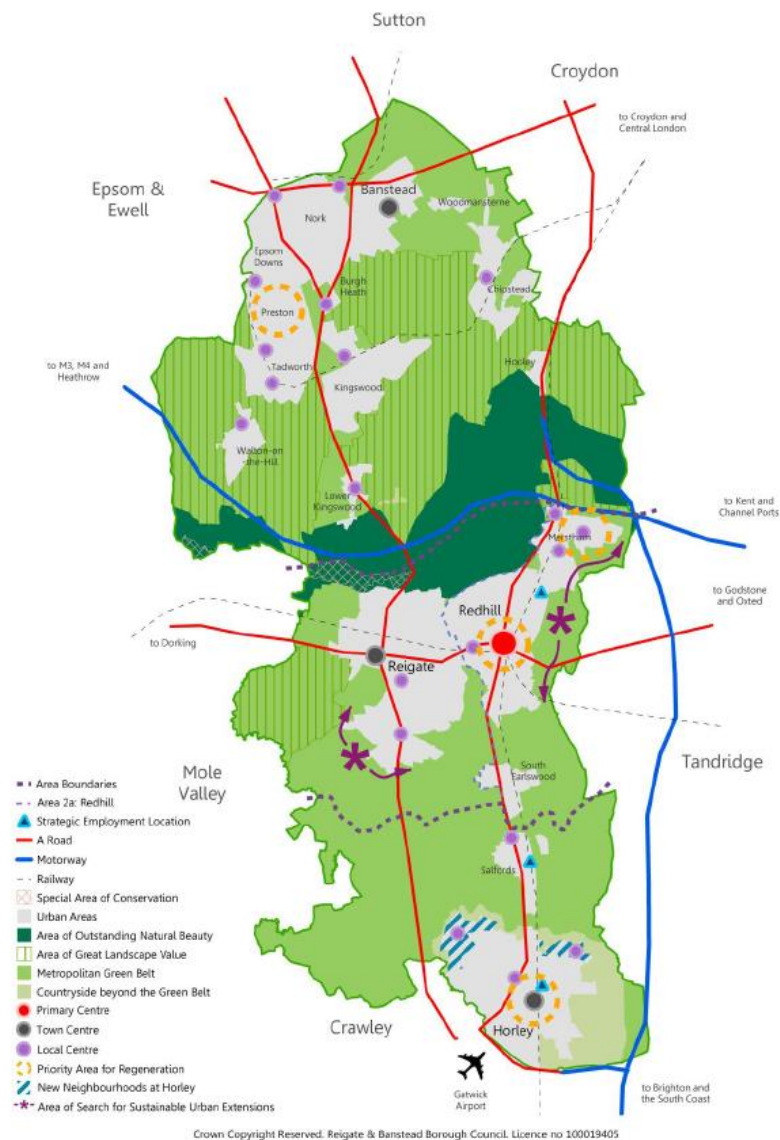 Sutton
Croydon
to Croydon and
Central London
Epsom &
Ewell
Banstead
Woodmansterne
Nork
Epsom
Downs
Burgh
Heath
Chipstead
Preston
Hooley
to M3, M4 and
Heathrow
Tadworth
Kingswood
Walton-on
-the-Hill
Lower
Kingswood
to Kent and
Channel Ports
Merstham
to Godstone
and Oxted
Redhill
to Dorking
Reigate
Mole
Valley
Tandridge
South
Earlswood
Salfords
Crawley
Horley
Gatwick
Airport
to Brighton and
the South Coast
Area Boundaries
Area 2a: Redhill
Strategic Employment Location
A Road
Motorway
Railway
Special Area of Conservation
Urban Areas
Area of Outstanding Natural Beauty
Area of Great Landscape Value
Metropolitan Green Belt
Countryside beyond the Green Belt
Primary Centre
Town Centre
Local Centre
Priority Area for Regeneration
New Neighbourhoods at Horley
Area of Search for Sustainable Urban Extensions
Crown Copyright Reserved. Reigate & Banstead Borough Council. Licence no 100019405